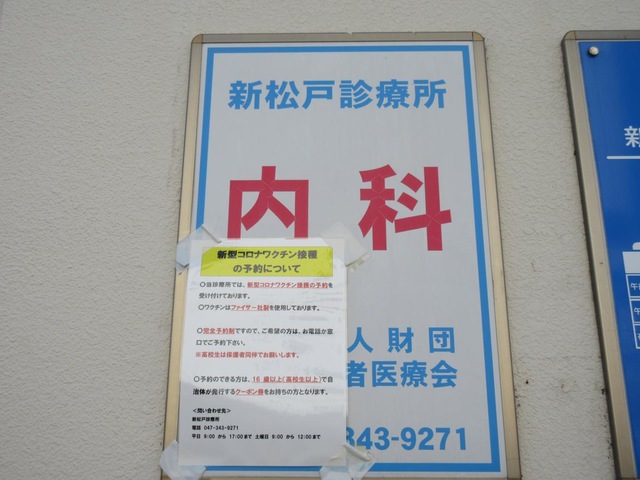 新松戸診療所
内科
新型コロナワクチン接種
の予約について
○当診療所では、新型コロナワクチン接種の予約を
受け付けております。
○ワクチンはファイザー社製を使用しております。
○完全予約制ですので、ご希望の方は、お電話か窓
口でご予約下さい。
※高校生は保護者同伴でお願いします。
○予約のできる方は、16歳以上(高校生以上)で自
治体が発行するクーポン券をお持ちの方となります。
<問い合わせ先>
新松戸診療所
電話 047-343-9271
平日 9:00 から 17:00まで 土曜日 9:00 から 12:00まで
人財団
者医療会
343-9271
新
午前
午後